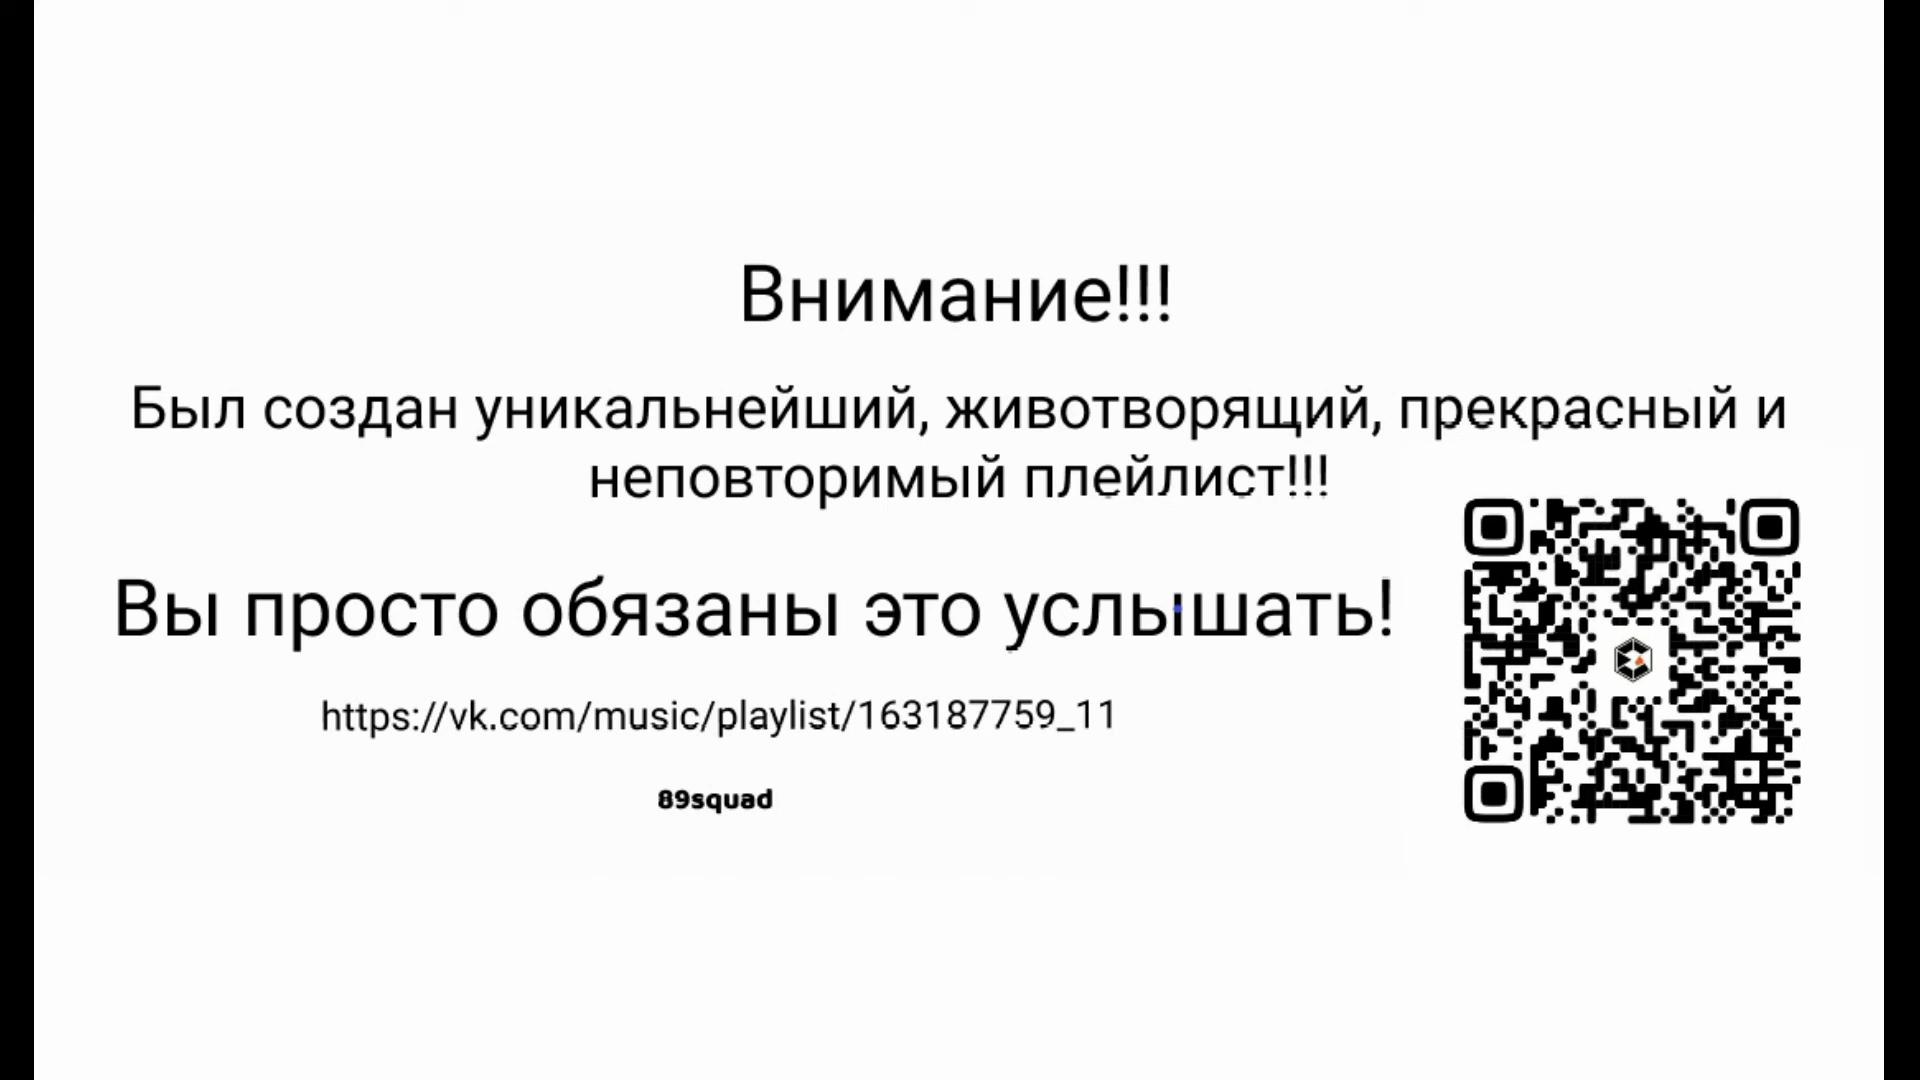 Внимание!!!
Был создан уникальнейший, животворящий, прекрасный и
неповторимый плейлист!!!
Вы просто обязаны это услышать!
https://vk.com/music/playlist/163187759_11
89squad